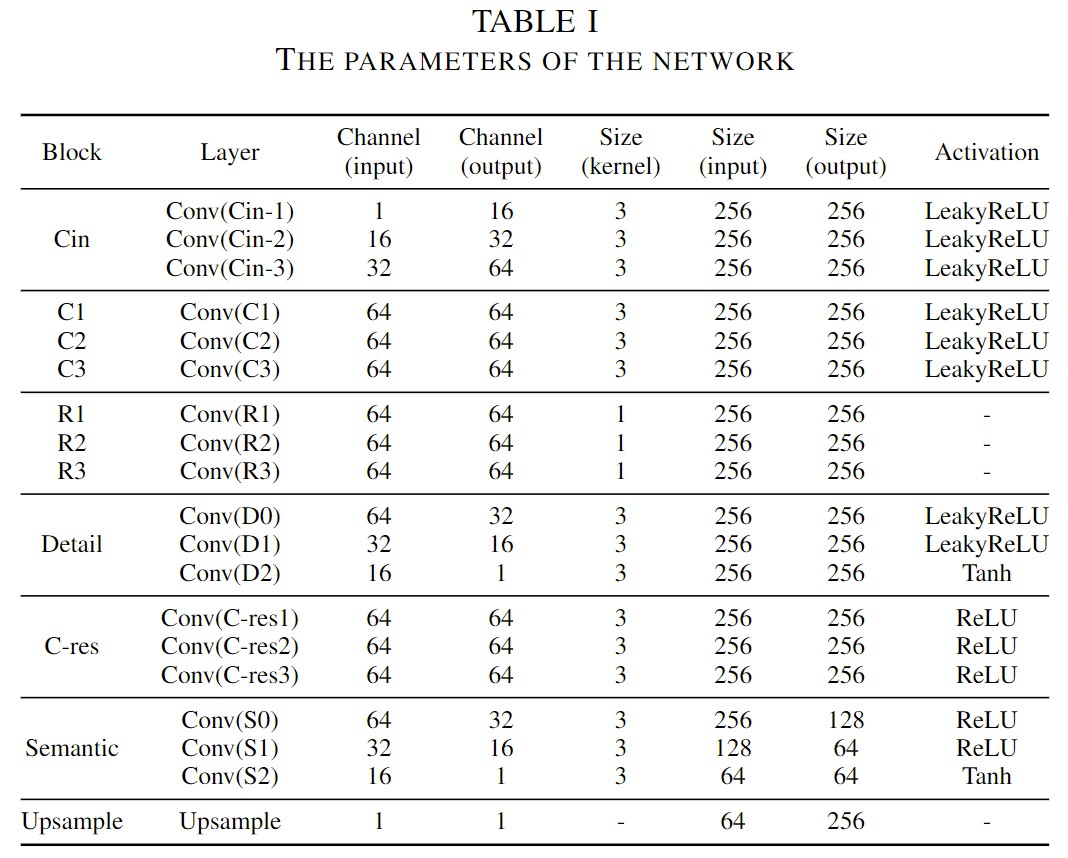 TABLE I
THE PARAMETERS OF THE NETWORK
Block Layer Channel (input) Channel (output) Size (kernel) Size (input) Size (output) Activation
Conv(Cin-1) 1 16 3 256 256 LeakyReLU
Cin Conv(Cin-2) 16 32 3 256 256 LeakyReLU
Conv(Cin-3) 32 64 3 256 256 LeakyReLU
C1 Conv(C1) 64 64 3 256 256 LeakyReLU
C2 Conv(C2) 64 64 3 256 256 LeakyReLU
C3 Conv(C3) 64 64 3 256 256 LeakyReLU
R1 Conv(R1) 64 64 1 256 256 -
R2 Conv(R2) 64 64 1 256 256 -
R3 Conv(R3) 64 64 1 256 256 -
Conv(D0) 64 32 3 256 256 LeakyReLU
Detail Conv(D1) 32 16 3 256 256 LeakyReLU
Conv(D2) 16 1 3 256 256 Tanh
Conv(C-res1) 64 64 3 256 256 ReLU
C-res Conv(C-res2) 64 64 3 256 256 ReLU
Conv(C-res3) 64 64 3 256 256 ReLU
Conv(S0) 64 32 3 256 128 ReLU
Semantic Conv(S1) 32 16 3 128 64 ReLU
Conv(S2) 16 1 3 64 64 Tanh
Upsample Upsample 1 1 - 64 256 -